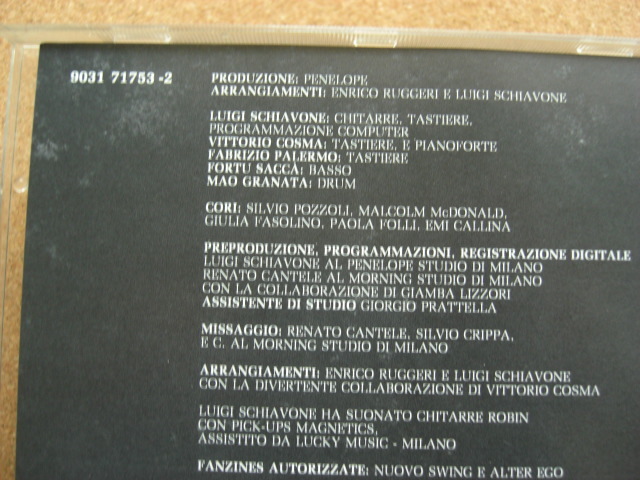 9031 71753-2
PRODUZIONE: PENELOPE
ARRANGIAMENTI: ENRICO RUGGERI E LUIGI SCHIAVONE
LUIGI SCHIAVONE: CHITARRE, TASTIERE,
PROGRAMMAZIONE COMPUTER
VITTORIO COSMA: TASTIERE, E PIANOFORTE
FABRIZIO PALERMO: TASTIERE
FORTU SACCÀ: BASSO
MAO GRANATA: DRUM
CORI: SILVIO POZZOLI, MALCOLM McDONALD,
GIULIA FASOLINO, PAOLA FOLLI, EMI CALLINA
PREPRODUZIONE, PROGRAMMAZIONI, REGISTRAZIONE DIGITALE
LUIGI SCHIAVONE AL PENELOPE STUDIO DI MILANO
RENATO CANTELE AL MORNING STUDIO DI MILANO
CON LA COLLABORAZIONE DI GIAMBA LIZZORI
ASSISTENTE DI STUDIO GIORGIO PRATTELLA
MISSAGGIO: RENATO CANTELE, SILVIO CRIPPA,
E C. AL MORNING STUDIO DI MILANO
ARRANGIAMENTI: ENRICO RUGGERI E LUIGI SCHIAVONE
CON LA DIVERTENTE COLLABORAZIONE DI VITTORIO COSMA
LUIGI SCHIAVONE HA SUONATO CHITARRE ROBIN
CON PICK-UPS MAGNETICS,
ASSISTITO DA LUCKY MUSIC - MILANO
FANZINES AUTORIZZATE: NUOVO SWING E ALTER EGO